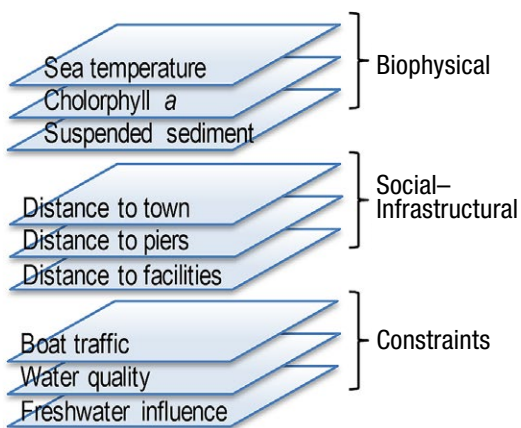 Sea temperature
Cholorphyll a
Suspended sediment
Biophysical
Distance to town
Distance to piers
Distance to facilities
Social–
Infrastructural
Boat traffic
Water quality
Freshwater influence
Constraints